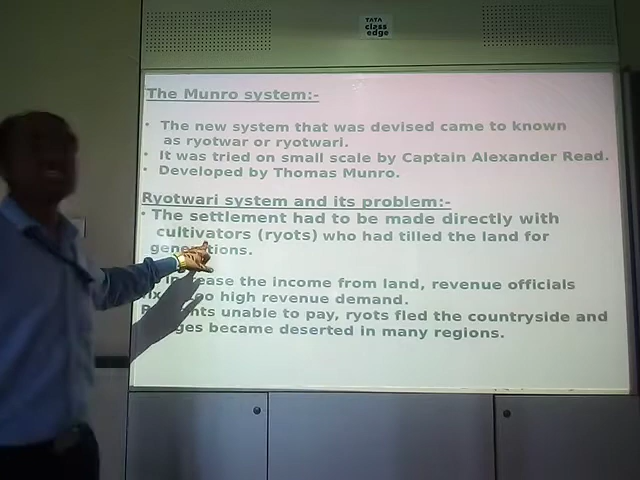 TATA
class
edge
The Munro system:-
• The new system that was devised came to known
as ryotwar or ryotwari.
• It was tried on small scale by Captain Alexander Read.
• Developed by Thomas Munro.
Ryotwari system and its problem:-
• The settlement had to be made directly with
cultivators (ryots) who had tilled the land for
the income from land, revenue officials
high revenue demand.
unable to pay, ryots fled the countryside and
became deserted in many regions.